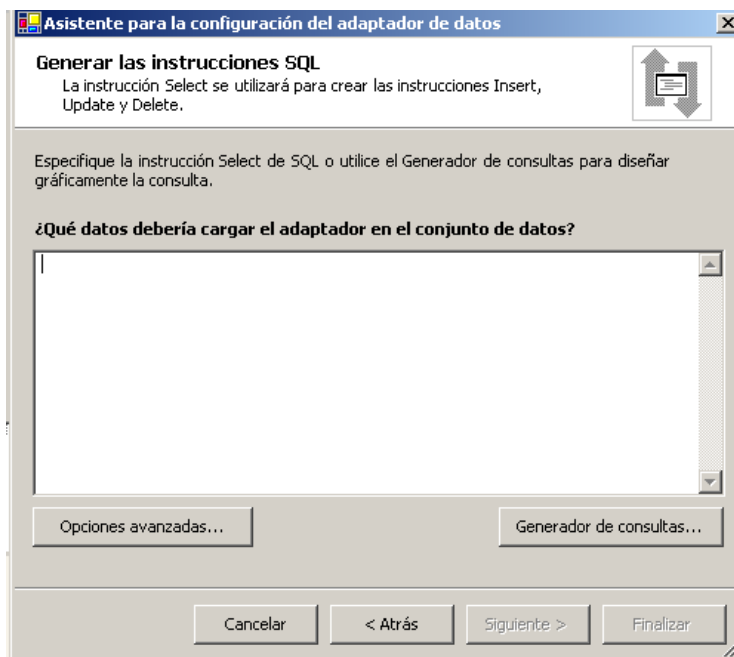 Asistente para la configuración del adaptador de datos
Generar las instrucciones SQL
La instrucción Select se utilizará para crear las instrucciones Insert,
Update y Delete.
Especifique la instrucción Select de SQL o utilice el Generador de consultas para diseñar
gráficamente la consulta.
¿Qué datos debería cargar el adaptador en el conjunto de datos?
Opciones avanzadas...
Generador de consultas...
Cancelar
< Atrás
Siguiente >
Finalizar